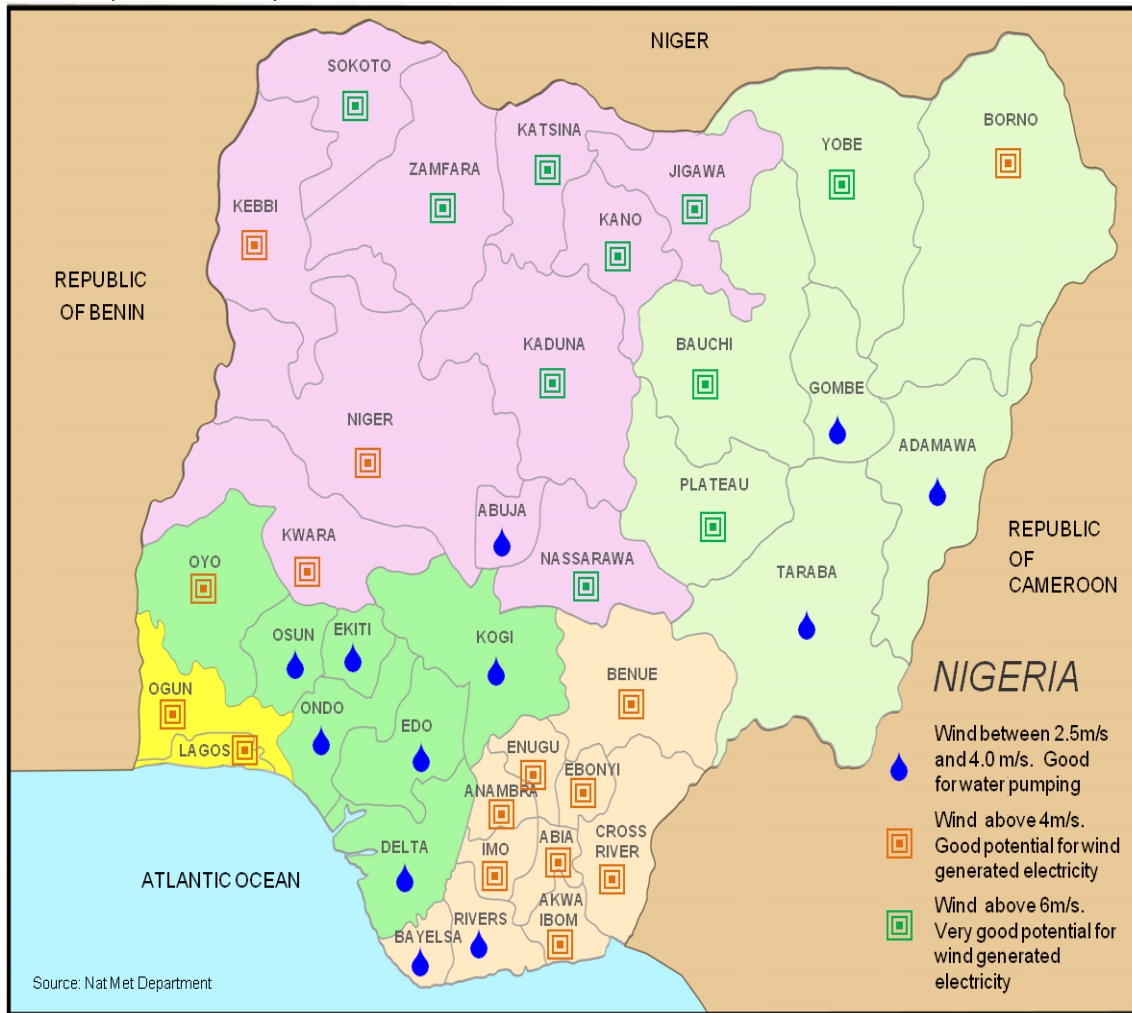 NIGER
SOKOTO
KATSINA
BORNO
YOBE
ZAMFARA
JIGAWA
KEBBI
KANO
REPUBLIC
OF BENIN
KADUNA
BAUCHI
GOMBE
NIGER
ADAMAWA
PLATEAU
ABUJA
REPUBLIC
OF
CAMEROON
KWARA
NASSARAWA
OYO
TARABA
OSUN
EKITI
KOGI
BENUE
NIGERIA
OGUN
ONDO
EDO
LAGOS
ENUGU
EBONYI
ANAMBRA
Wind between 2.5m/s
and 4.0 m/s. Good
for water pumping
DELTA
IMO
ABIA
CROSS
RIVER
Wind above 4m/s.
Good potential for wind
generated electricity
ATLANTIC OCEAN
AKWA
IBOM
RIVERS
BAYELSA
Wind above 6m/s.
Very good potential for
wind generated
electricity
Source: Nat Met Department